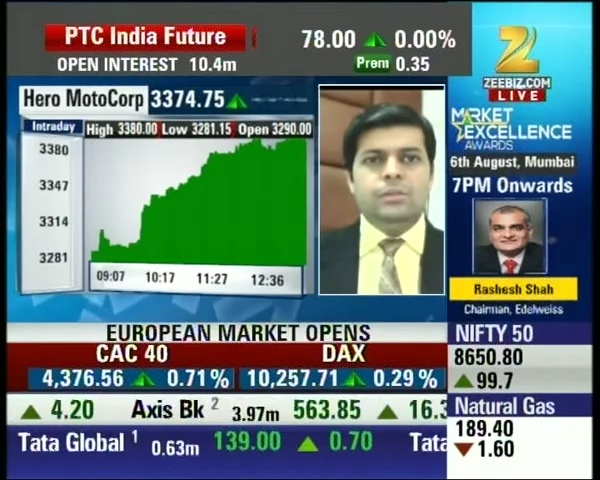 PTC India Future
78.00 0.00%
OPEN INTEREST 10.4m
Prem 0.35
Z
ZEEBIZ.COM
LIVE
Hero MotoCorp 3374.75
Intraday High 3380.00 Low 3281.15 Open 3290.00
3380
3347
3314
3281
09:07 10:17 11:27 12:36
MARKET
EXCELLENCE
AWARDS
6th August, Mumbai
7PM Onwards
Rashesh Shah
Chairman, Edelweiss
EUROPEAN MARKET OPENS
CAC 40 DAX
4,376.56 0.71% 10,257.71 0.29%
NIFTY 50
8650.80
99.7
4.20 Axis Bk 2 3.97m 563.85 16.3
Natural Gas
189.40
1.60
Tata Global 1 0.63m 139.00 0.70 Tata